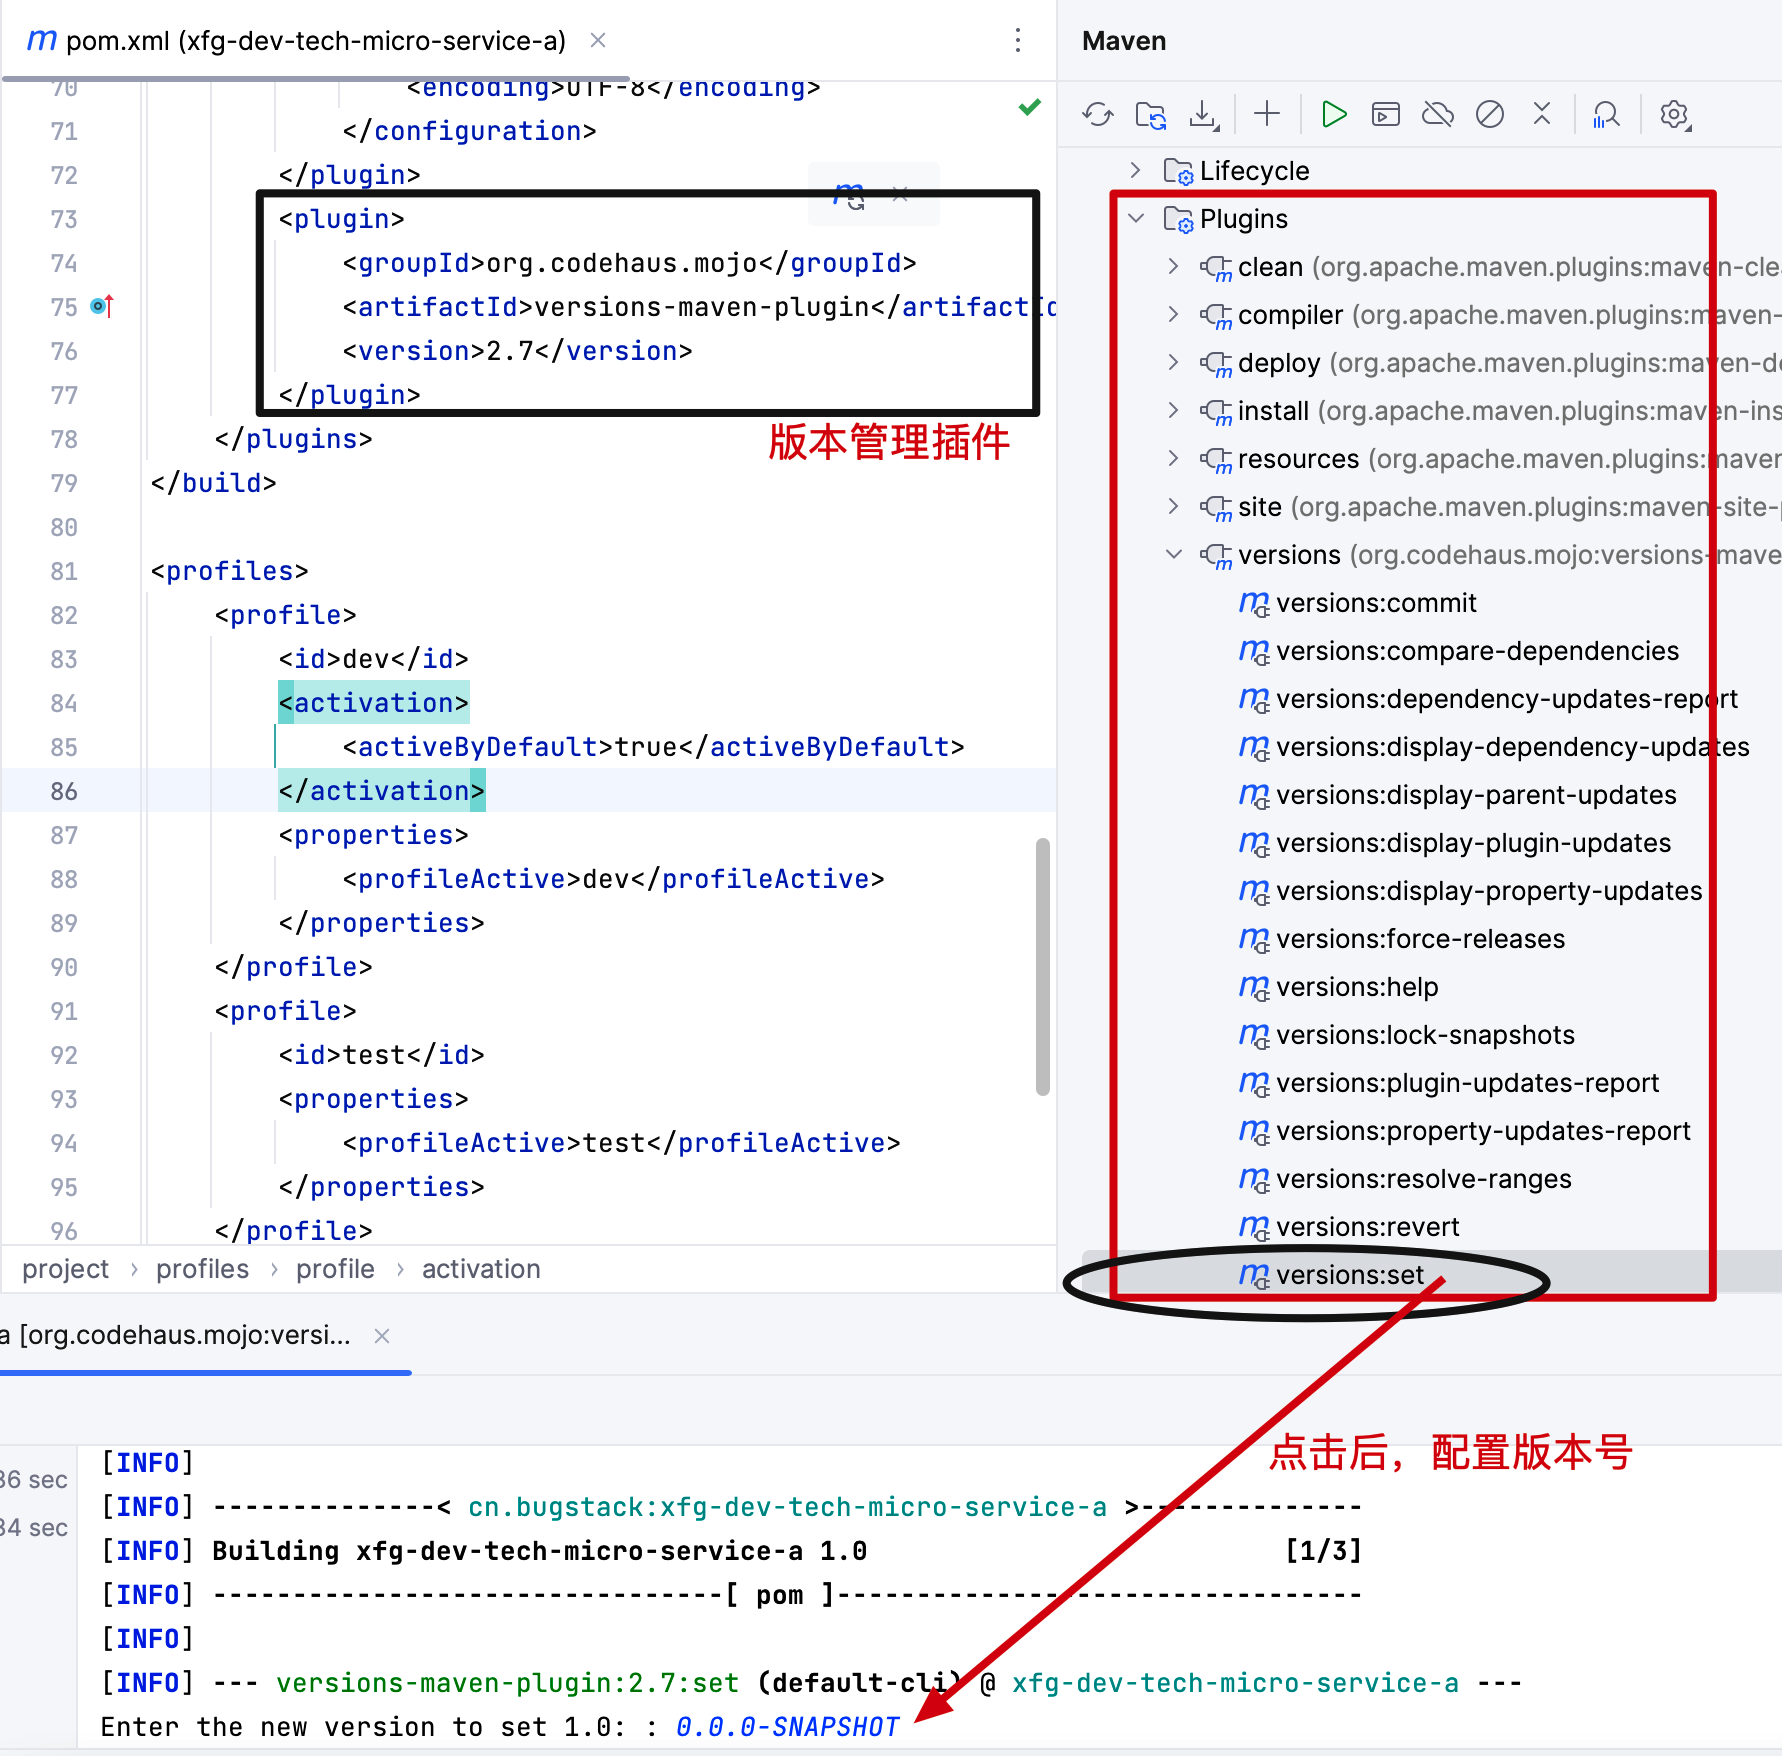 pom.xml (xfg-dev-tech-micro-service-a)
70 <encoding>UTF-8</encoding>
71 </configuration>
72 </plugin>
73 <plugin>
74 <groupId>org.codehaus.mojo</groupId>
75 <artifactId>versions-maven-plugin</artifactId
76 <version>2.7</version>
77 </plugin>
版本管理插件
78 </plugins>
79 </build>
80
81 <profiles>
82 <profile>
83 <id>dev</id>
84 <activation>
85 <activeByDefault>true</activeByDefault>
86 </activation>
87 <properties>
88 <profileActive>dev</profileActive>
89 </properties>
90 </profile>
91 <profile>
92 <id>test</id>
93 <properties>
94 <profileActive>test</profileActive>
95 </properties>
96 </profile>
project › profiles › profile › activation
Maven
Lifecycle
Plugins
clean (org.apache.maven.plugins:maven-cle
compiler (org.apache.maven.plugins:maven-
deploy (org.apache.maven.plugins:maven-de
install (org.apache.maven.plugins:maven-ins
resources (org.apache.maven.plugins:maven
site (org.apache.maven.plugins:maven-site-
versions (org.codehaus.mojo:versions-mave
versions:commit
versions:compare-dependencies
versions:dependency-updates-report
versions:display-dependency-updates
versions:display-parent-updates
versions:display-plugin-updates
versions:display-property-updates
versions:force-releases
versions:help
versions:lock-snapshots
versions:plugin-updates-report
versions:property-updates-report
versions:resolve-ranges
versions:revert
versions:set
a [org.codehaus.mojo:versi...
点击后，配置版本号
36 sec
34 sec
[INFO]
[INFO] --------------< cn.bugstack:xfg-dev-tech-micro-service-a >--------------
[INFO] Building xfg-dev-tech-micro-service-a 1.0 [1/3]
[INFO] --------------------------------[ pom ]---------------------------------
[INFO]
[INFO] --- versions-maven-plugin:2.7:set (default-cli) @ xfg-dev-tech-micro-service-a ---
Enter the new version to set 1.0: : 0.0.0-SNAPSHOT